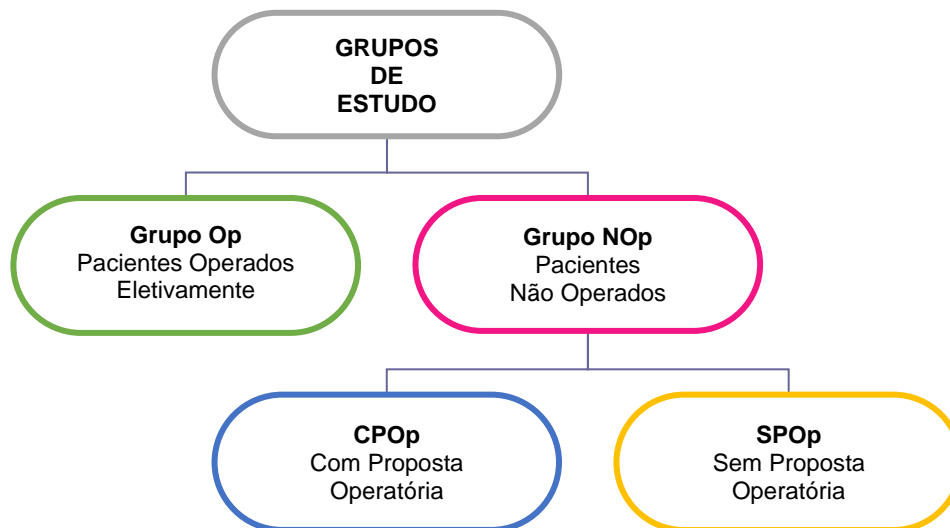 GRUPOS
DE
ESTUDO
Grupo Op
Pacientes Operados
Eletivamente
Grupo NOp
Pacientes
Não Operados
CPOp
Com Proposta
Operatória
SPOp
Sem Proposta
Operatória